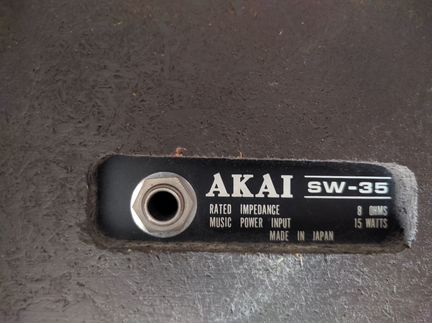 AKAI SW-35
RATED IMPEDANCE 8 OHMS
MUSIC POWER INPUT 15 WATTS
MADE IN JAPAN